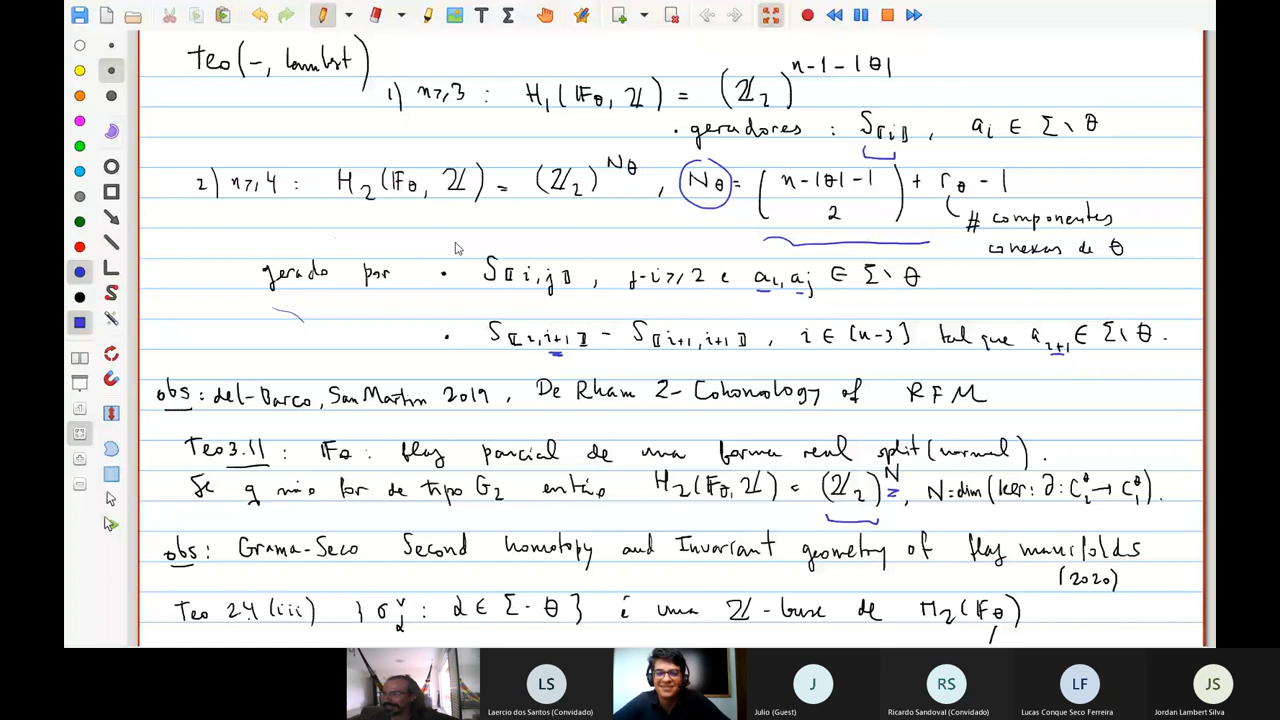 Teo (-, Lambert)
1) n≥3 : H₁(𝔽_θ, ℤ) = (ℤ₂)^{n-1-|θ|}
· geradores : S_⟦i⟧ , a_i ∈ Σ\θ
2) n≥4 : H₂(𝔽_θ, ℤ) = (ℤ₂)^{N_θ} , N_θ = (n-|θ|-1 2) + r_θ - 1
# componentes
conexas de θ
gerado por · S_⟦i,j⟧ , j-i≥2 e a_i, a_j ∈ Σ\θ
· S_⟦i,i+1⟧ - S_⟦i+1,i+1⟧ , i ∈ [n-3] tal que a_{i+1} ∈ Σ\θ.
obs: del-Barco, San Martin 2019, De Rham 2-Cohomology of RFM
Teo 3.11 : 𝔽_θ : flag parcial de uma forma real split (normal).
Se g não for de tipo G₂ então H₂(𝔽_θ, ℤ) = (ℤ₂)^N , N = dim(ker: ∂: C₂^θ → C₁^θ).
obs: Grama-Seco Second homotopy and Invariant geometry of flag manifolds
(2020)
Teo 2.4 (iii) {σ_α^∨ : α ∈ Σ - θ} é uma ℤ-base de H₂(𝔽_θ)
LS
J
RS
LF
JS
Laercio dos Santos (Convidado)
Julio (Guest)
Ricardo Sandoval (Convidado)
Lucas Conque Seco Ferreira
Jordan Lambert Silva